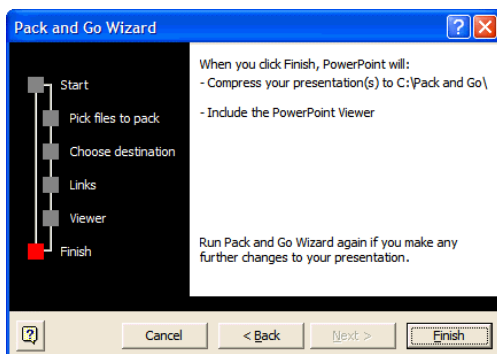 Pack and Go Wizard
Start
Pick files to pack
Choose destination
Links
Viewer
Finish
When you click Finish, PowerPoint will:
- Compress your presentation(s) to C:\Pack and Go\
- Include the PowerPoint Viewer
Run Pack and Go Wizard again if you make any
further changes to your presentation.
Cancel
< Back
Next >
Finish